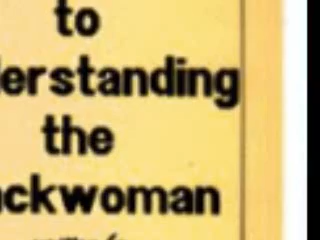 to
erstanding
the
ckwoman